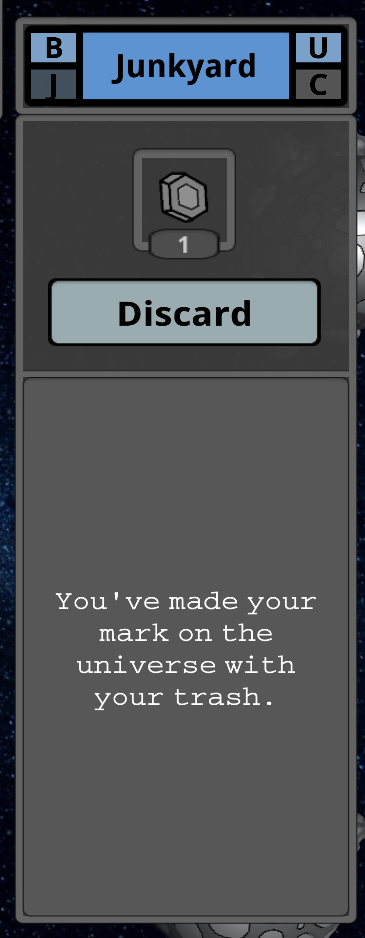 B
Junkyard
U
J
C
1
Discard
You've made your
mark on the
universe with
your trash.